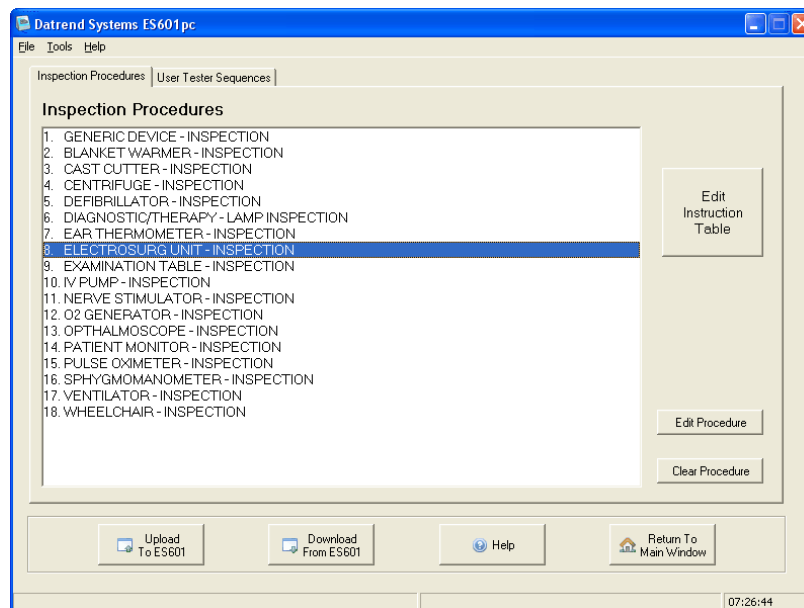 Datrend Systems ES601pc
File Tools Help
Inspection Procedures User Tester Sequences
Inspection Procedures
1. GENERIC DEVICE - INSPECTION
2. BLANKET WARMER - INSPECTION
3. CAST CUTTER - INSPECTION
4. CENTRIFUGE - INSPECTION
5. DEFIBRILLATOR - INSPECTION
6. DIAGNOSTIC/THERAPY - LAMP INSPECTION
7. EAR THERMOMETER - INSPECTION
8. ELECTROSURG UNIT - INSPECTION
9. EXAMINATION TABLE - INSPECTION
10. IV PUMP - INSPECTION
11. NERVE STIMULATOR - INSPECTION
12. O2 GENERATOR - INSPECTION
13. OPTHALMOSCOPE - INSPECTION
14. PATIENT MONITOR - INSPECTION
15. PULSE OXIMETER - INSPECTION
16. SPHYGMOMANOMETER - INSPECTION
17. VENTILATOR - INSPECTION
18. WHEELCHAIR - INSPECTION
Edit
Instruction
Table
Edit Procedure
Clear Procedure
Upload
To ES601
Download
From ES601
Help
Return To
Main Window
07:26:44